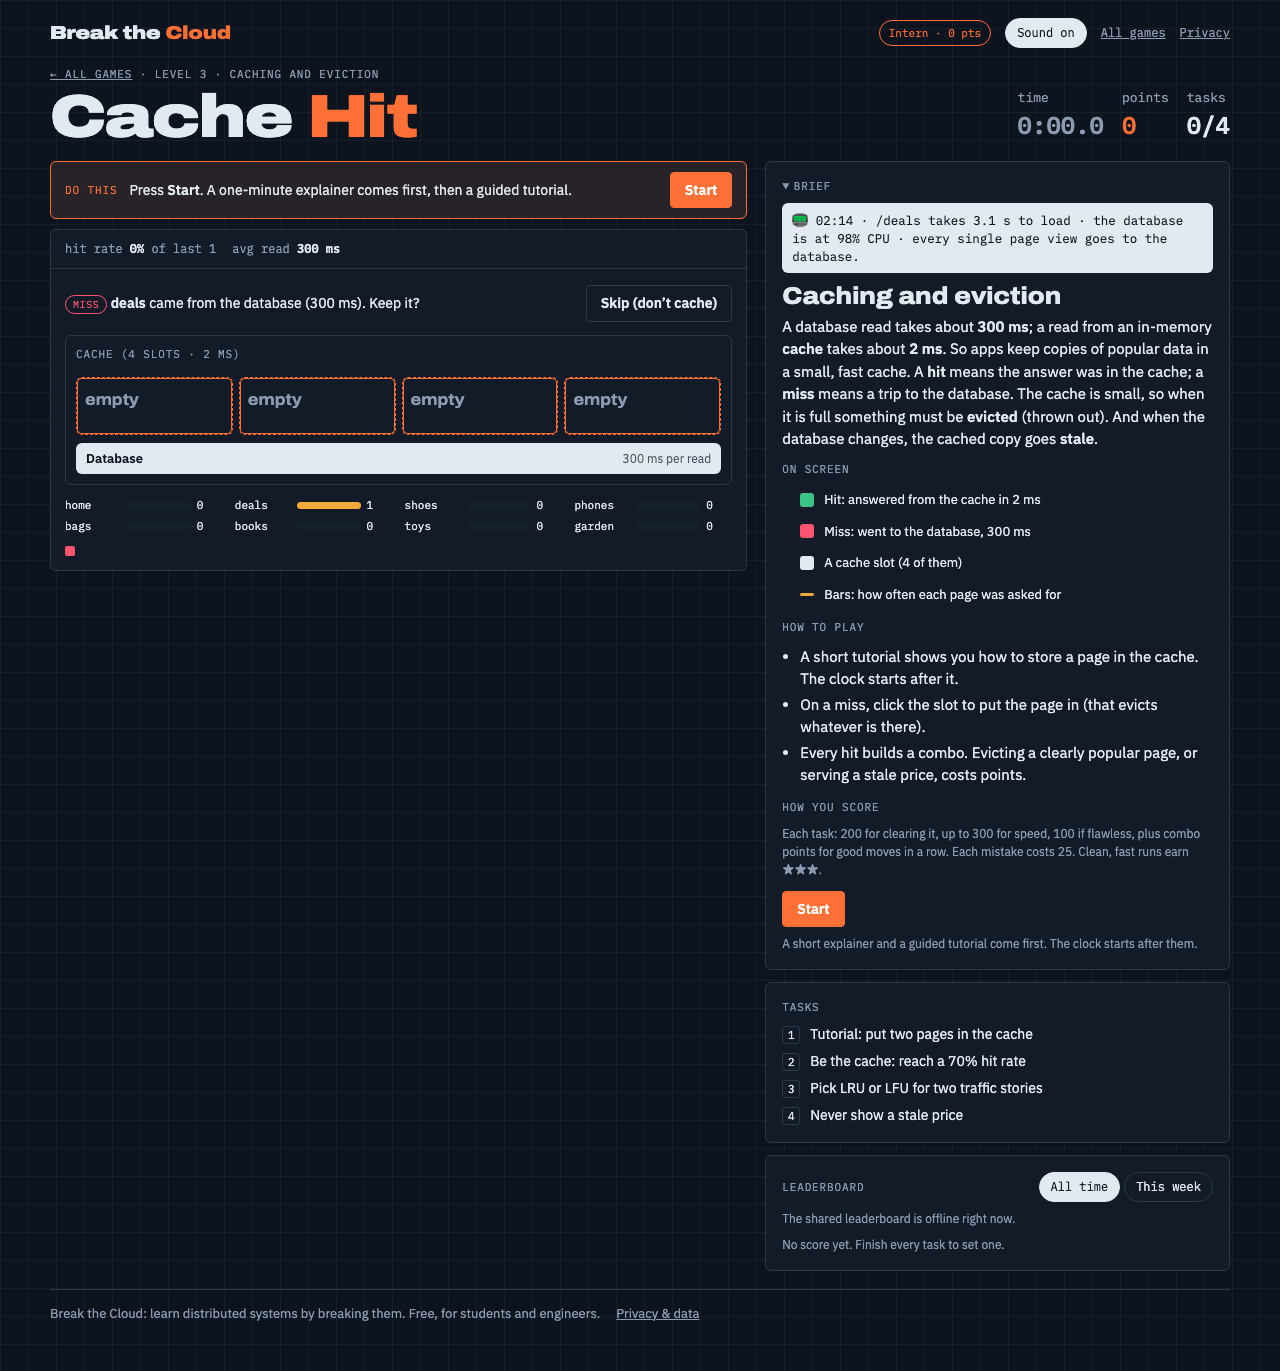 Break the Cloud
Intern · 0 pts
Sound on
All games
Privacy
← ALL GAMES · LEVEL 3 · CACHING AND EVICTION
Cache Hit
time
0:00.0
points
0
tasks
0/4
DO THIS Press Start. A one-minute explainer comes first, then a guided tutorial.
Start
hit rate 0% of last 1 avg read 300 ms
MISS deals came from the database (300 ms). Keep it?
Skip (don’t cache)
CACHE (4 SLOTS · 2 MS)
empty empty empty empty
Database 300 ms per read
home 0 deals 1 shoes 0 phones 0
bags 0 books 0 toys 0 garden 0
▼ BRIEF
02:14 · /deals takes 3.1 s to load · the database
is at 98% CPU · every single page view goes to the
database.
Caching and eviction
A database read takes about 300 ms; a read from an in-memory
cache takes about 2 ms. So apps keep copies of popular data in
a small, fast cache. A hit means the answer was in the cache; a
miss means a trip to the database. The cache is small, so when
it is full something must be evicted (thrown out). And when the
database changes, the cached copy goes stale.
ON SCREEN
Hit: answered from the cache in 2 ms
Miss: went to the database, 300 ms
A cache slot (4 of them)
Bars: how often each page was asked for
HOW TO PLAY
• A short tutorial shows you how to store a page in the cache.
The clock starts after it.
• On a miss, click the slot to put the page in (that evicts
whatever is there).
• Every hit builds a combo. Evicting a clearly popular page, or
serving a stale price, costs points.
HOW YOU SCORE
Each task: 200 for clearing it, up to 300 for speed, 100 if flawless, plus combo
points for good moves in a row. Each mistake costs 25. Clean, fast runs earn
★★★.
Start
A short explainer and a guided tutorial come first. The clock starts after them.
TASKS
1 Tutorial: put two pages in the cache
2 Be the cache: reach a 70% hit rate
3 Pick LRU or LFU for two traffic stories
4 Never show a stale price
LEADERBOARD
All time
This week
The shared leaderboard is offline right now.
No score yet. Finish every task to set one.
Break the Cloud: learn distributed systems by breaking them. Free, for students and engineers. Privacy & data